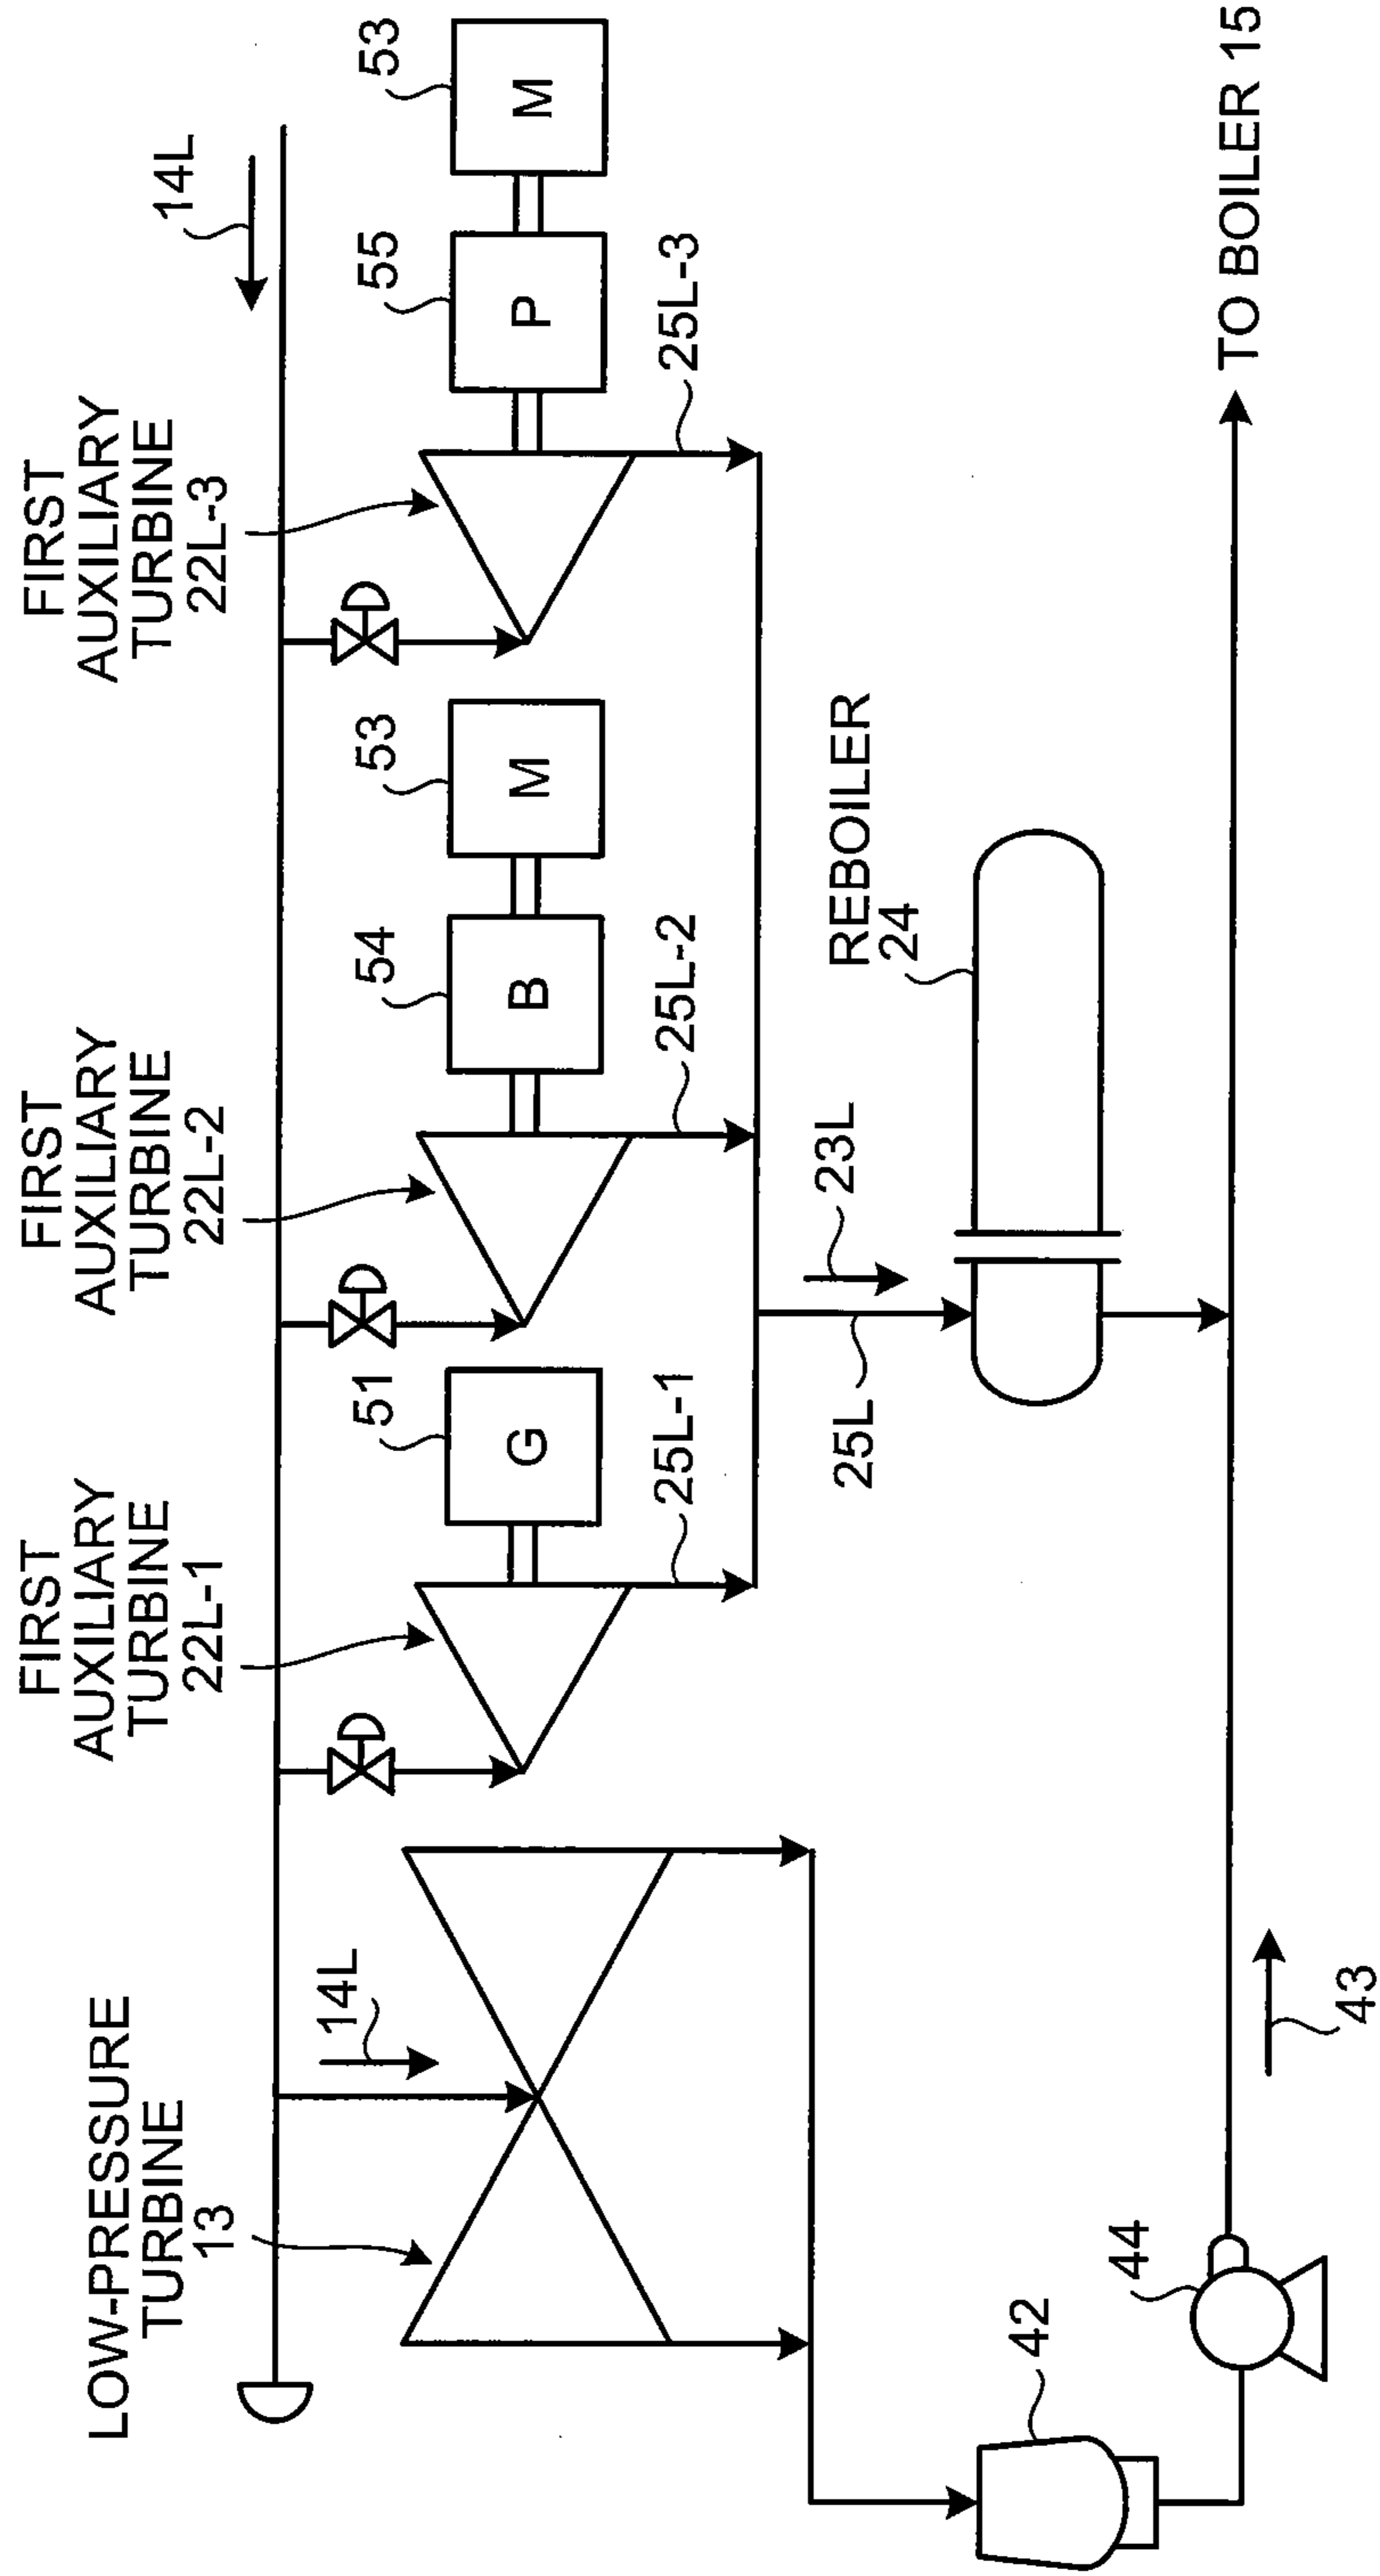 LOW-PRESSURE
TURBINE
13
FIRST
AUXILIARY
TURBINE
22L-1
FIRST
AUXILIARY
TURBINE
22L-2
FIRST
AUXILIARY
TURBINE
22L-3
14L
14L
51
G
54
B
53
M
55
P
53
M
25L-1
25L-2
25L-3
25L
23L
REBOILER
24
42
44
43
TO BOILER 15